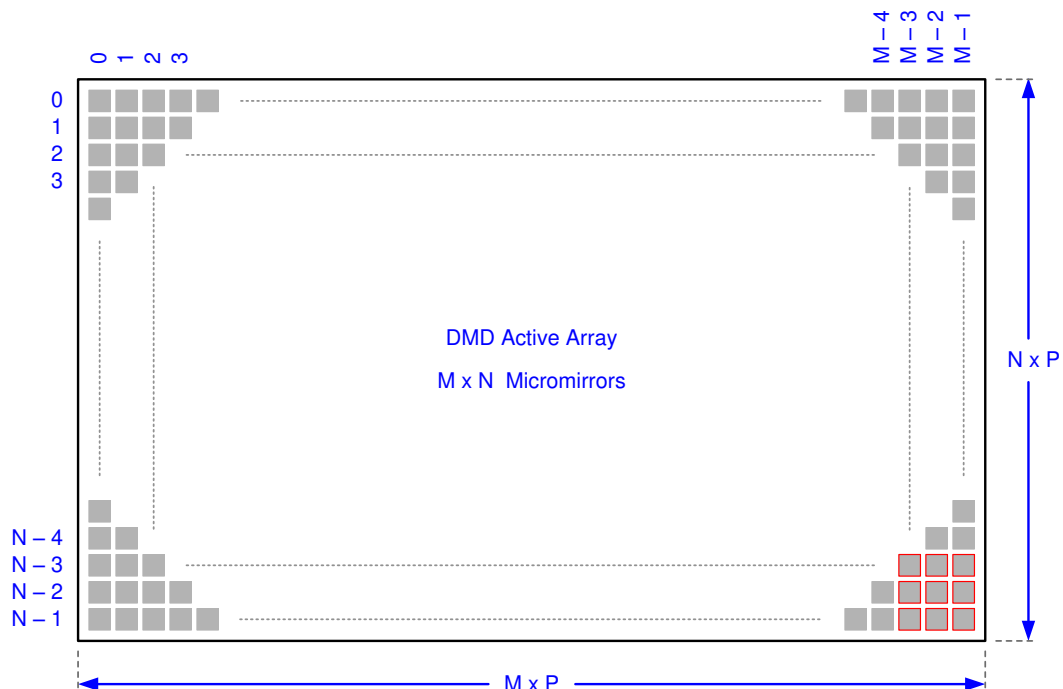 0
1
2
3
M – 4
M – 3
M – 2
M – 1
0
1
2
3
DMD Active Array
M x N Micromirrors
N x P
N – 4
N – 3
N – 2
N – 1
M x P